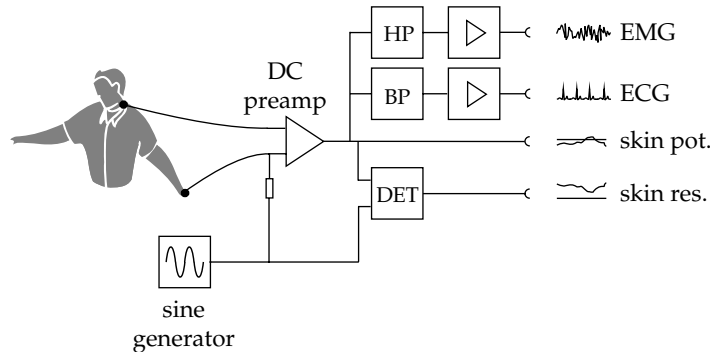 HP
EMG
DC
preamp
BP
ECG
skin pot.
DET
skin res.
sine
generator